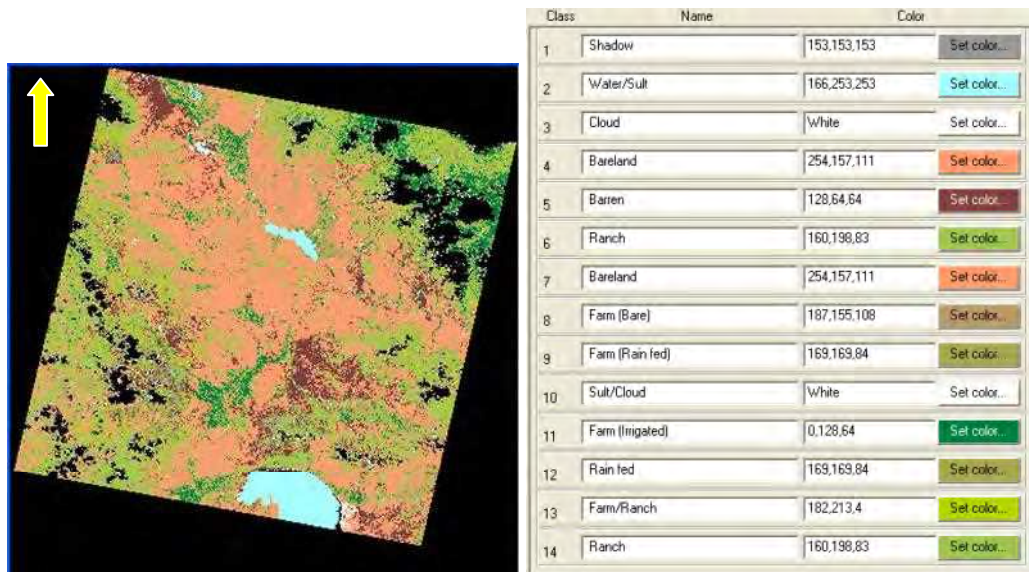 Class Name Color
1 Shadow 153,153,153 Set color...
2 Water/Sult 166,253,253 Set color...
3 Cloud White Set color...
4 Bareland 254,157,111 Set color...
5 Barren 128,64,64 Set color...
6 Ranch 160,198,83 Set color...
7 Bareland 254,157,111 Set color...
8 Farm (Bare) 187,155,108 Set color...
9 Farm (Rain fed) 169,169,84 Set color...
10 Sult/Cloud White Set color...
11 Farm (Irrigated) 0,128,64 Set color...
12 Rain fed 169,169,84 Set color...
13 Farm/Ranch 182,213,4 Set color...
14 Ranch 160,198,83 Set color...